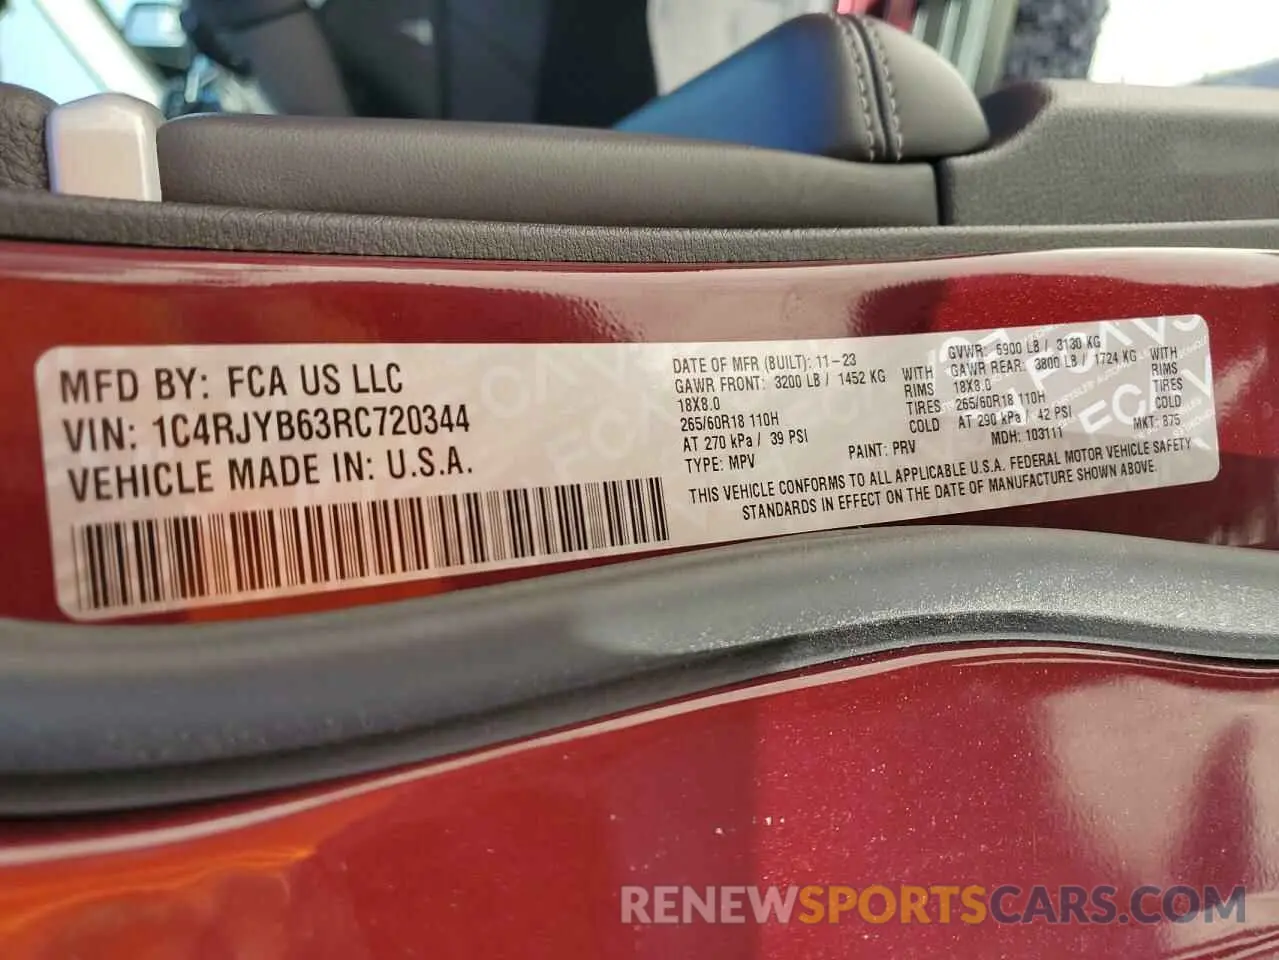 MFD BY: FCA US LLC
VIN: 1C4RJYB63RC720344
VEHICLE MADE IN: U.S.A.
DATE OF MFR (BUILT): 11-23
GAWR FRONT: 3200 LB / 1452 KG WITH
18X8.0 RIMS
265/60R18 110H TIRES
AT 270 kPa / 39 PSI COLD
TYPE: MPV
PAINT: PRV
GVWR: 6900 LB / 3130 KG
GAWR REAR: 3800 LB / 1724 KG WITH
18X8.0 RIMS
265/60R18 110H TIRES
AT 290 kPa / 42 PSI COLD
MDH: 103111
MKT: 875
THIS VEHICLE CONFORMS TO ALL APPLICABLE U.S.A. FEDERAL MOTOR VEHICLE SAFETY
STANDARDS IN EFFECT ON THE DATE OF MANUFACTURE SHOWN ABOVE.
RENEWSPORTSCARS.COM